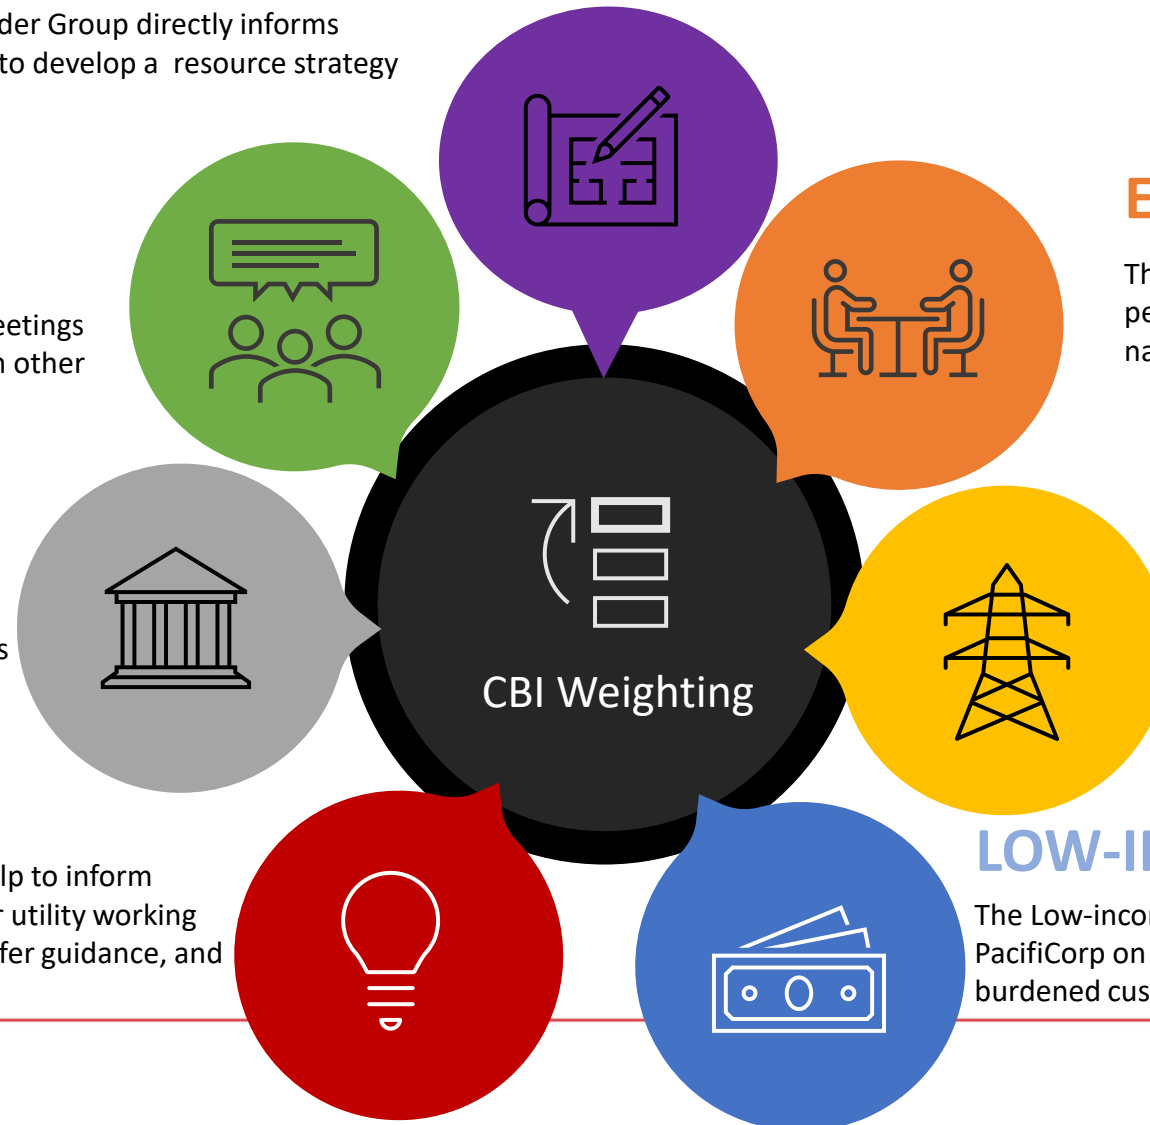 der Group directly informs
to develop a resource strategy
eetings
n other
s
lp to inform
r utility working
fer guidance, and
CBI Weighting
E
Th
pe
na
LOW-I
The Low-incor
PacifiCorp on
burdened cus